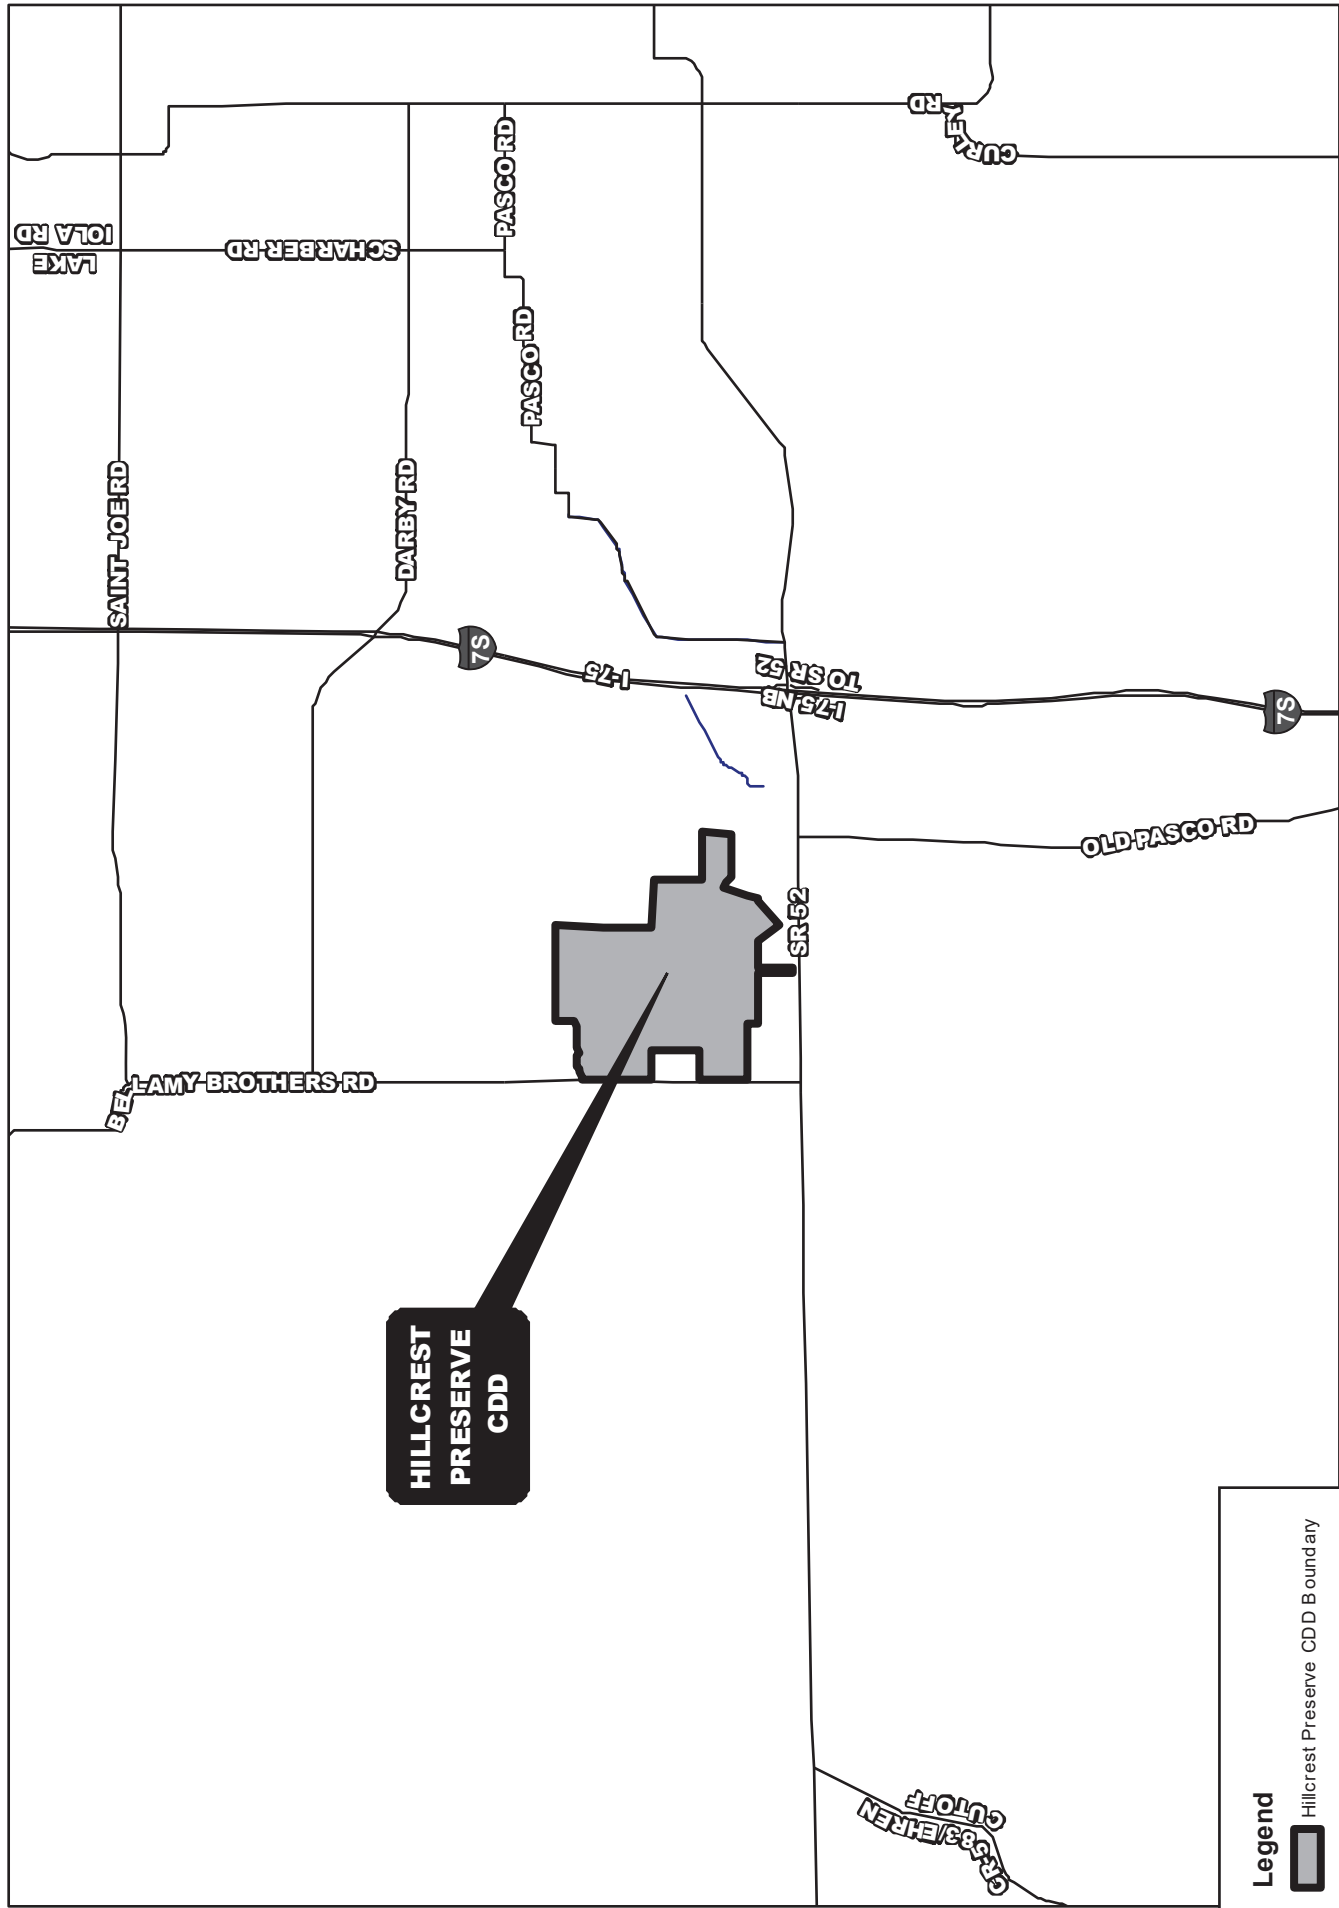 BELLAMY BROTHERS RD
SAINT JOE RD
LAKE
IOLA RD
SCHARBER RD
HILLCREST
PRESERVE
CDD
DARBY RD
75
PASCO RD
PASCO RD
I-75
I-75 NB
TO SR 52
SR 52
CR-583/EHREN
CUTOFF
CURLEY RD
OLD PASCO RD
75
Legend
Hillcrest Preserve CDD Boundary